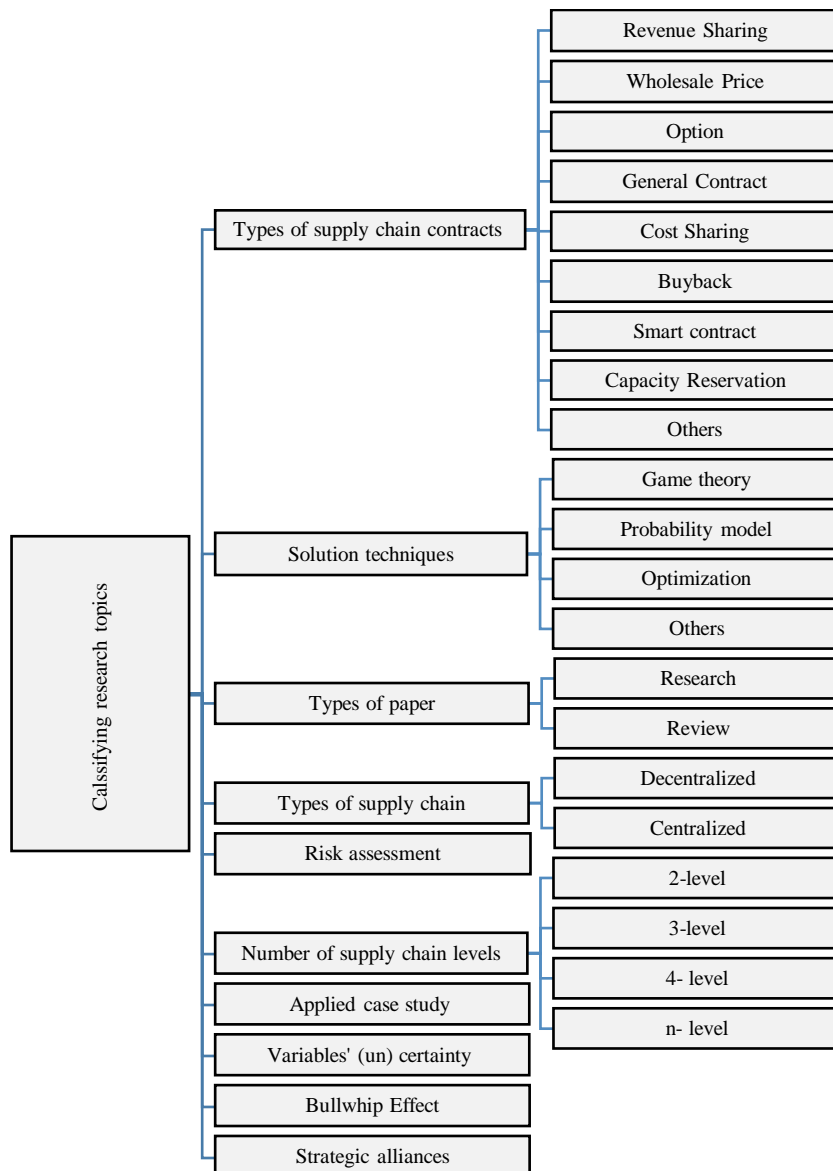 Calssifying research topics
Types of supply chain contracts
Revenue Sharing
Wholesale Price
Option
General Contract
Cost Sharing
Buyback
Smart contract
Capacity Reservation
Others
Solution techniques
Game theory
Probability model
Optimization
Others
Types of paper
Research
Review
Types of supply chain
Decentralized
Centralized
Risk assessment
Number of supply chain levels
2-level
3-level
4- level
n- level
Applied case study
Variables' (un) certainty
Bullwhip Effect
Strategic alliances